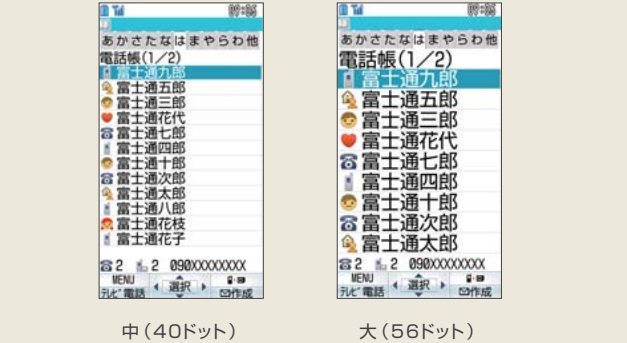 09:35
あかさたなはまやらわ他
電話帳(1/2)
富士通九郎
富士通五郎
富士通三郎
富士通花代
富士通七郎
富士通四郎
富士通十郎
富士通次郎
富士通太郎
富士通八郎
富士通花枝
富士通花子
2 2 090XXXXXXXX
MENU
テレビ電話 選択 作成
中(40ドット)
09:35
あかさたなはまやらわ他
電話帳(1/2)
富士通九郎
富士通五郎
富士通三郎
富士通花代
富士通七郎
富士通四郎
富士通十郎
富士通次郎
富士通太郎
2 2 090XXXXXXXX
MENU
テレビ電話 選択 作成
大(56ドット)